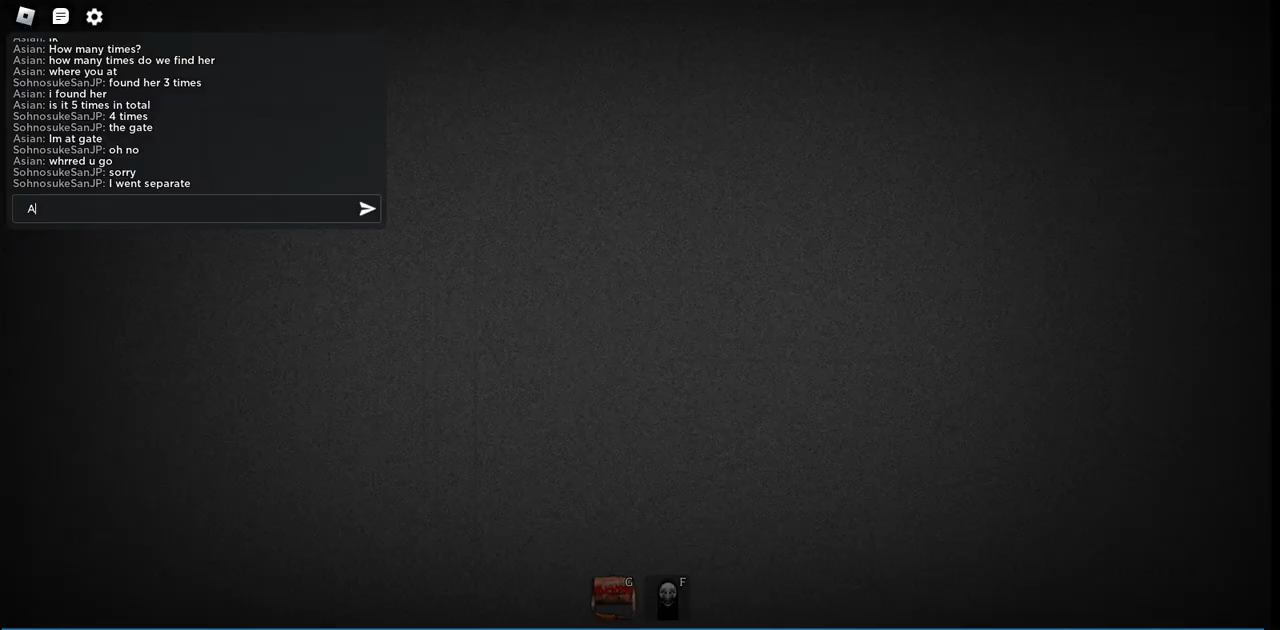 Asian: ik
Asian: How many times?
Asian: how many times do we find her
Asian: where you at
SohnosukeSanJP: found her 3 times
Asian: i found her
Asian: is it 5 times in total
SohnosukeSanJP: 4 times
SohnosukeSanJP: the gate
Asian: Im at gate
SohnosukeSanJP: oh no
Asian: whrred u go
SohnosukeSanJP: sorry
SohnosukeSanJP: I went separate
A
G
F